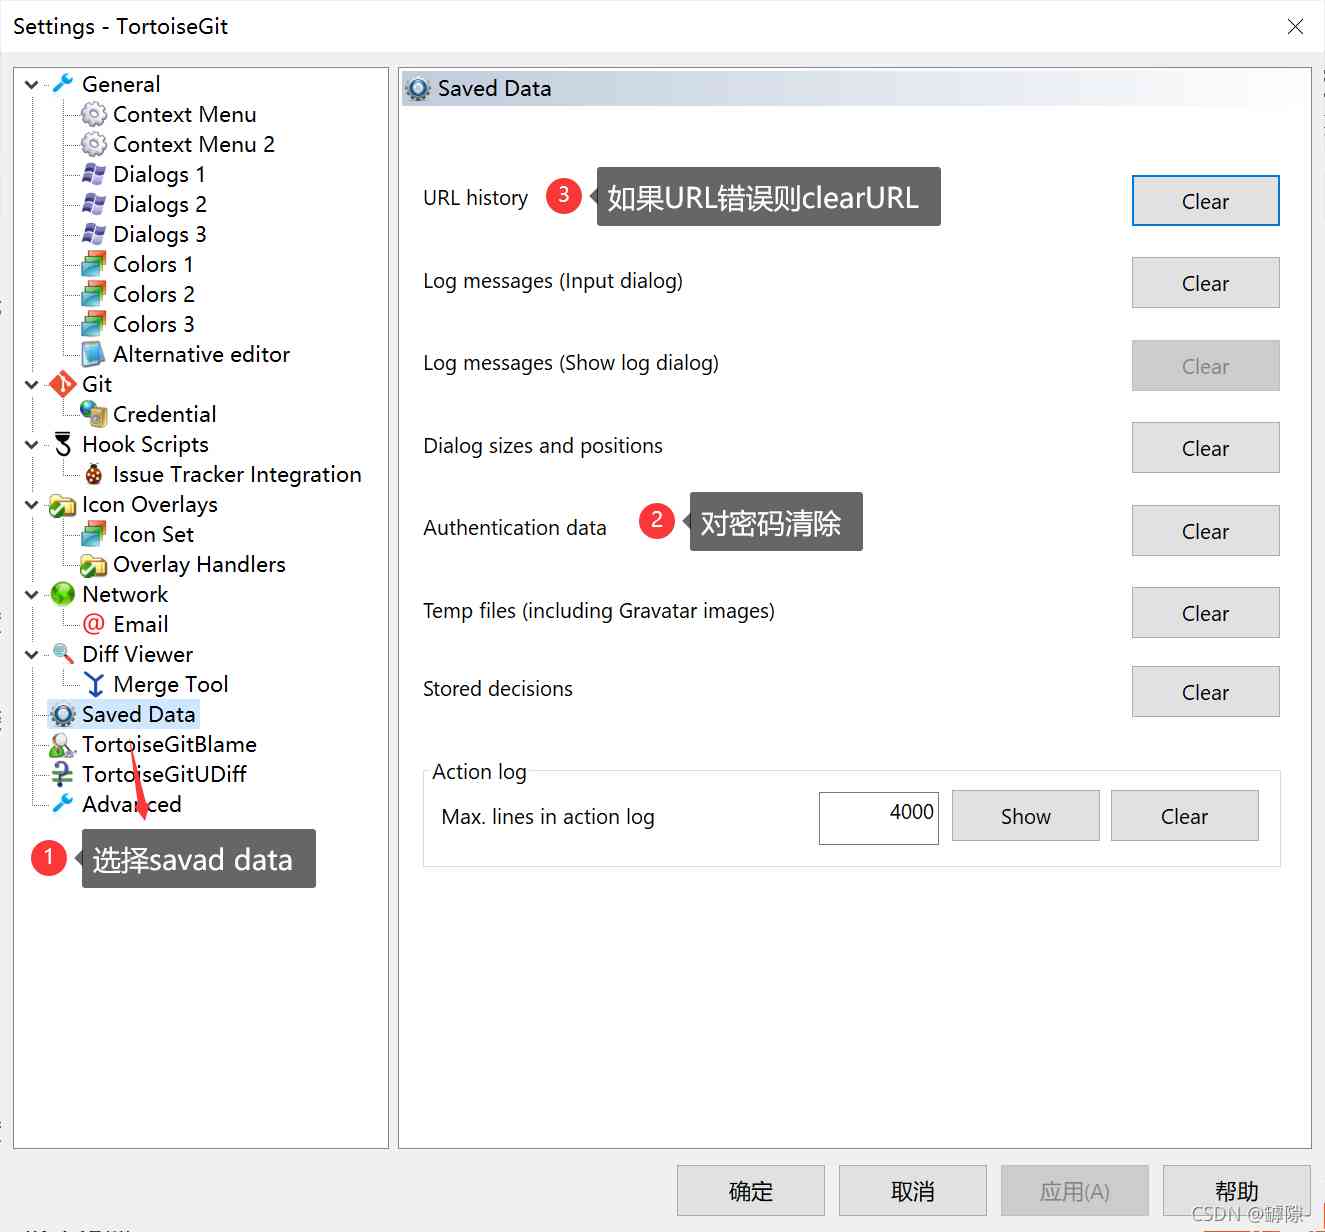 Settings - TortoiseGit
General
Context Menu
Context Menu 2
Dialogs 1
Dialogs 2
Dialogs 3
Colors 1
Colors 2
Colors 3
Alternative editor
Git
Credential
Hook Scripts
Issue Tracker Integration
Icon Overlays
Icon Set
Overlay Handlers
Network
Email
Diff Viewer
Merge Tool
Saved Data
TortoiseGitBlame
TortoiseGitUDiff
Advanced
1 选择savad data
Saved Data
URL history 3 如果URL错误则clearURL Clear
Log messages (Input dialog) Clear
Log messages (Show log dialog) Clear
Dialog sizes and positions Clear
Authentication data 2 对密码清除 Clear
Temp files (including Gravatar images) Clear
Stored decisions Clear
Action log
Max. lines in action log 4000 Show Clear
确定 取消 应用(A) 帮助
CSDN @罅隙-